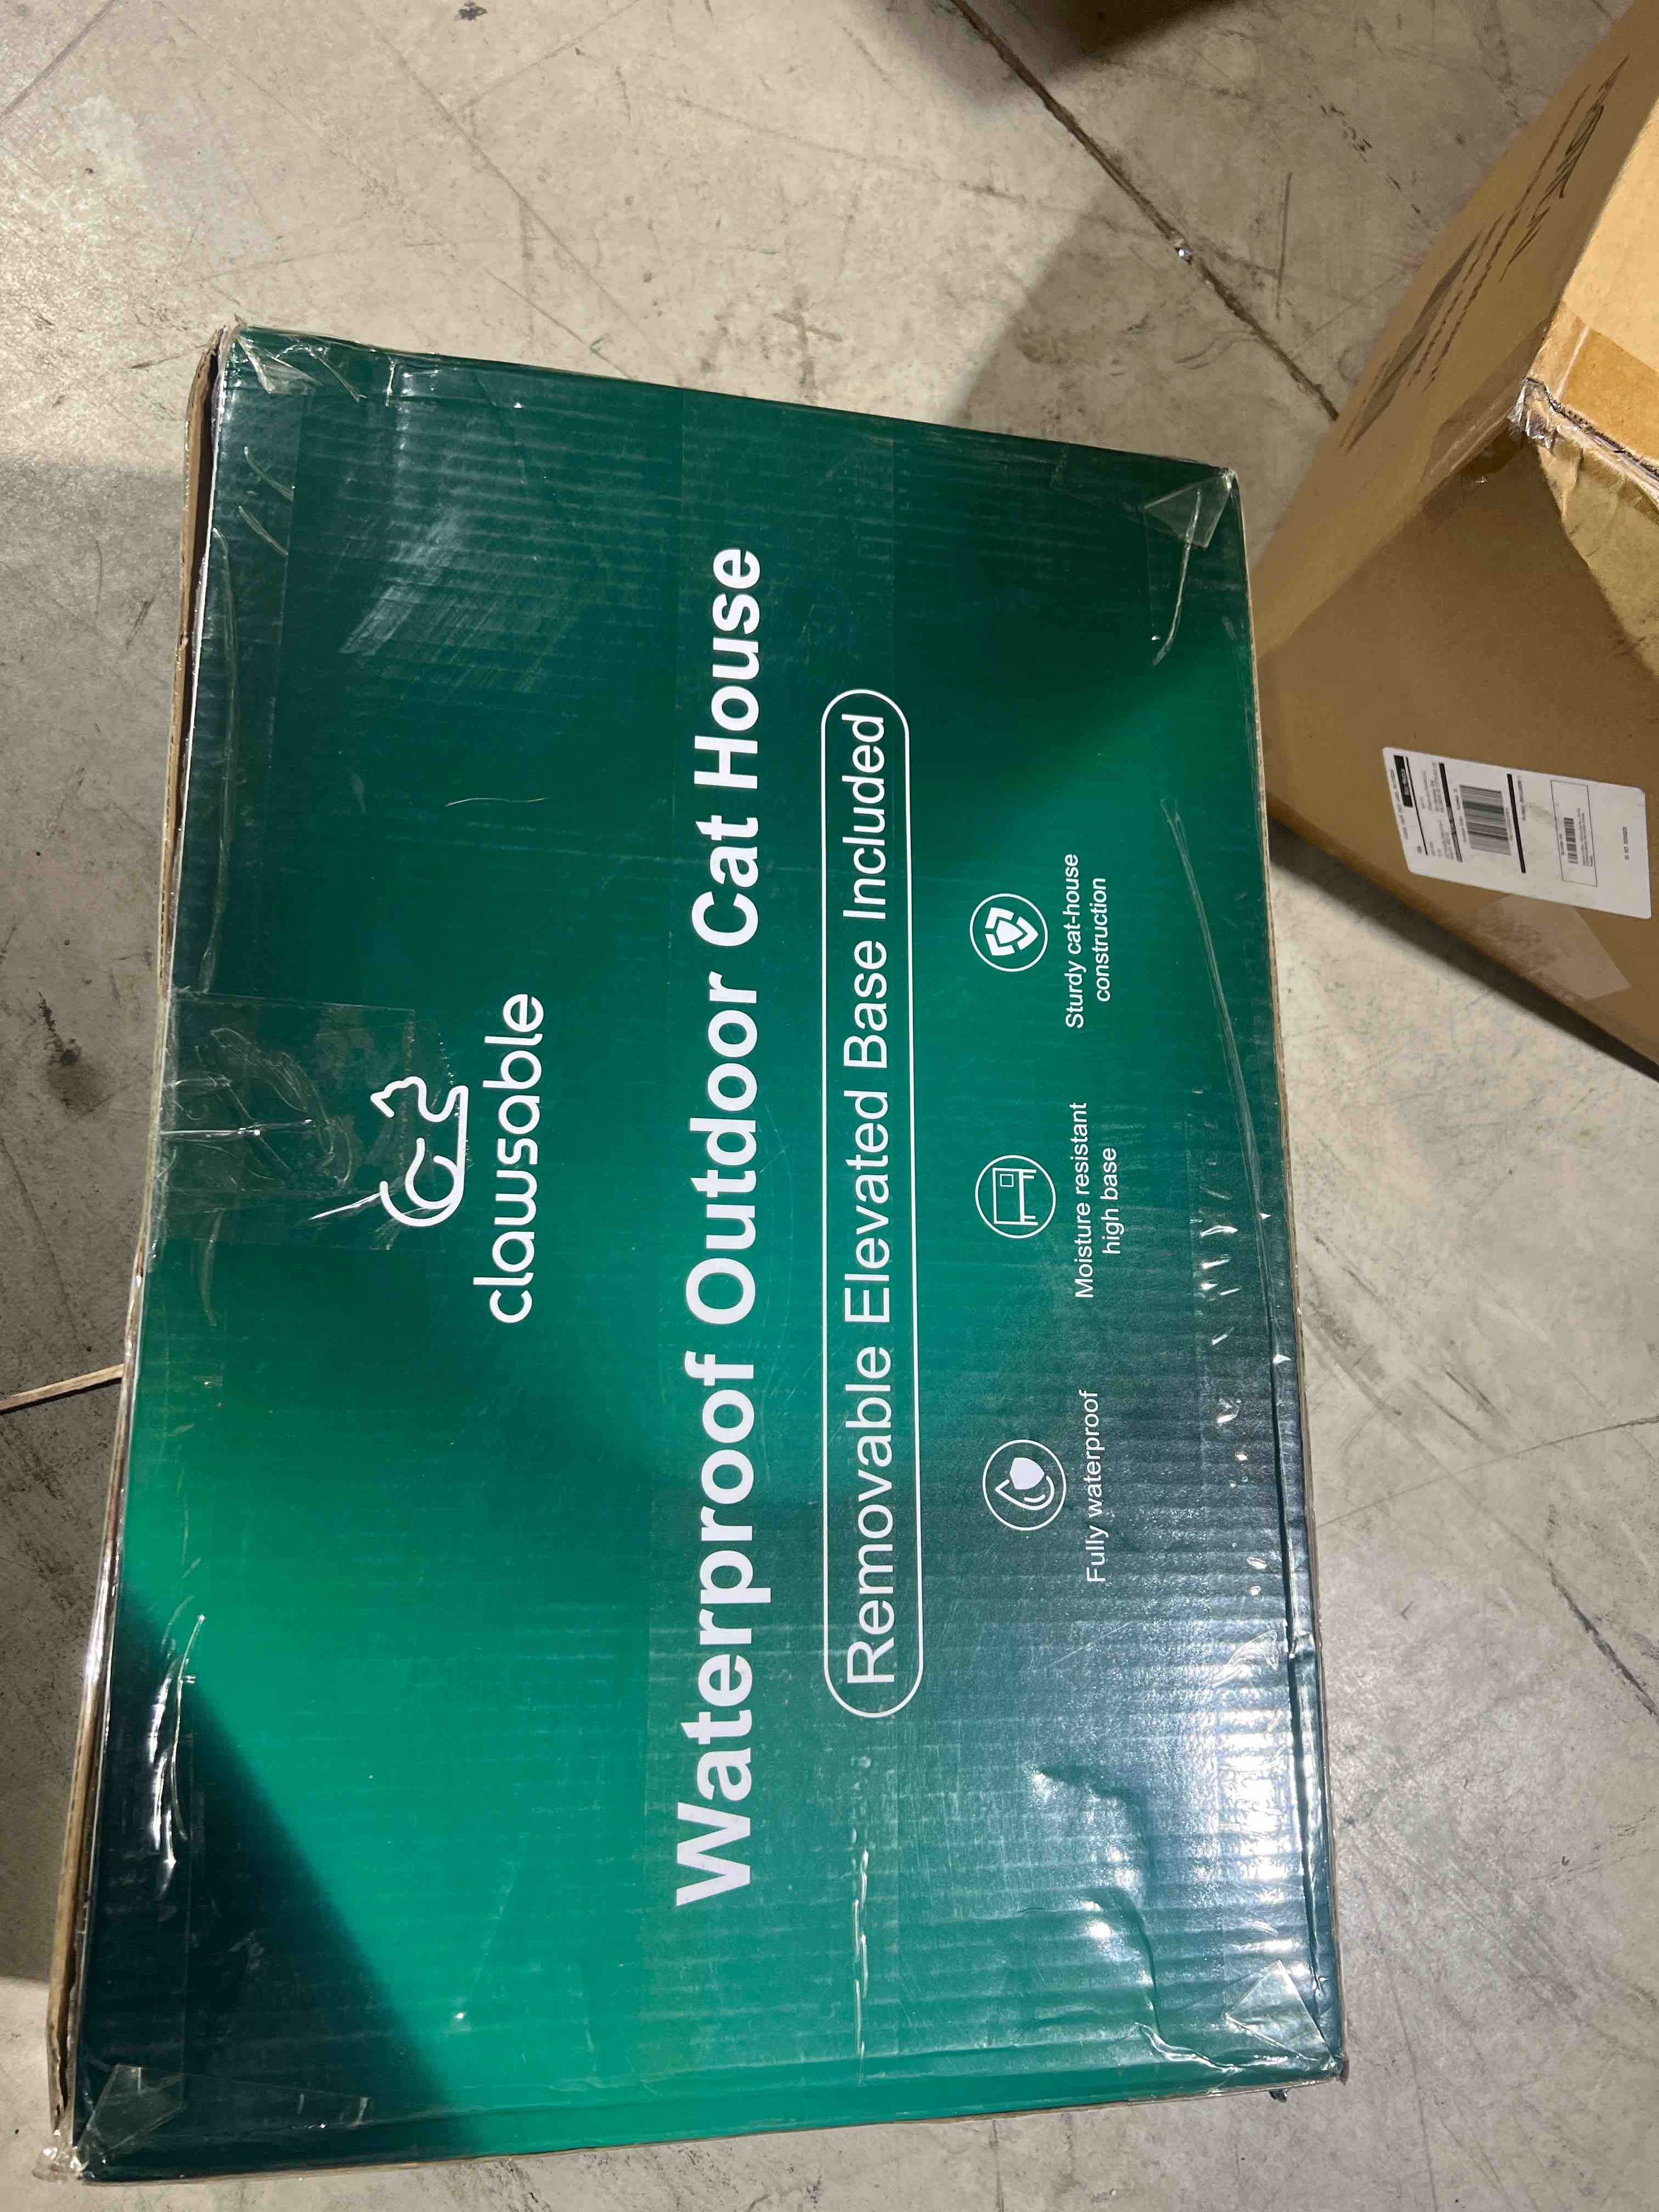 clawsable
Waterproof Outdoor Cat House
Removable Elevated Base Included
Fully waterproof
Moisture resistant
high base
Sturdy cat-house
construction